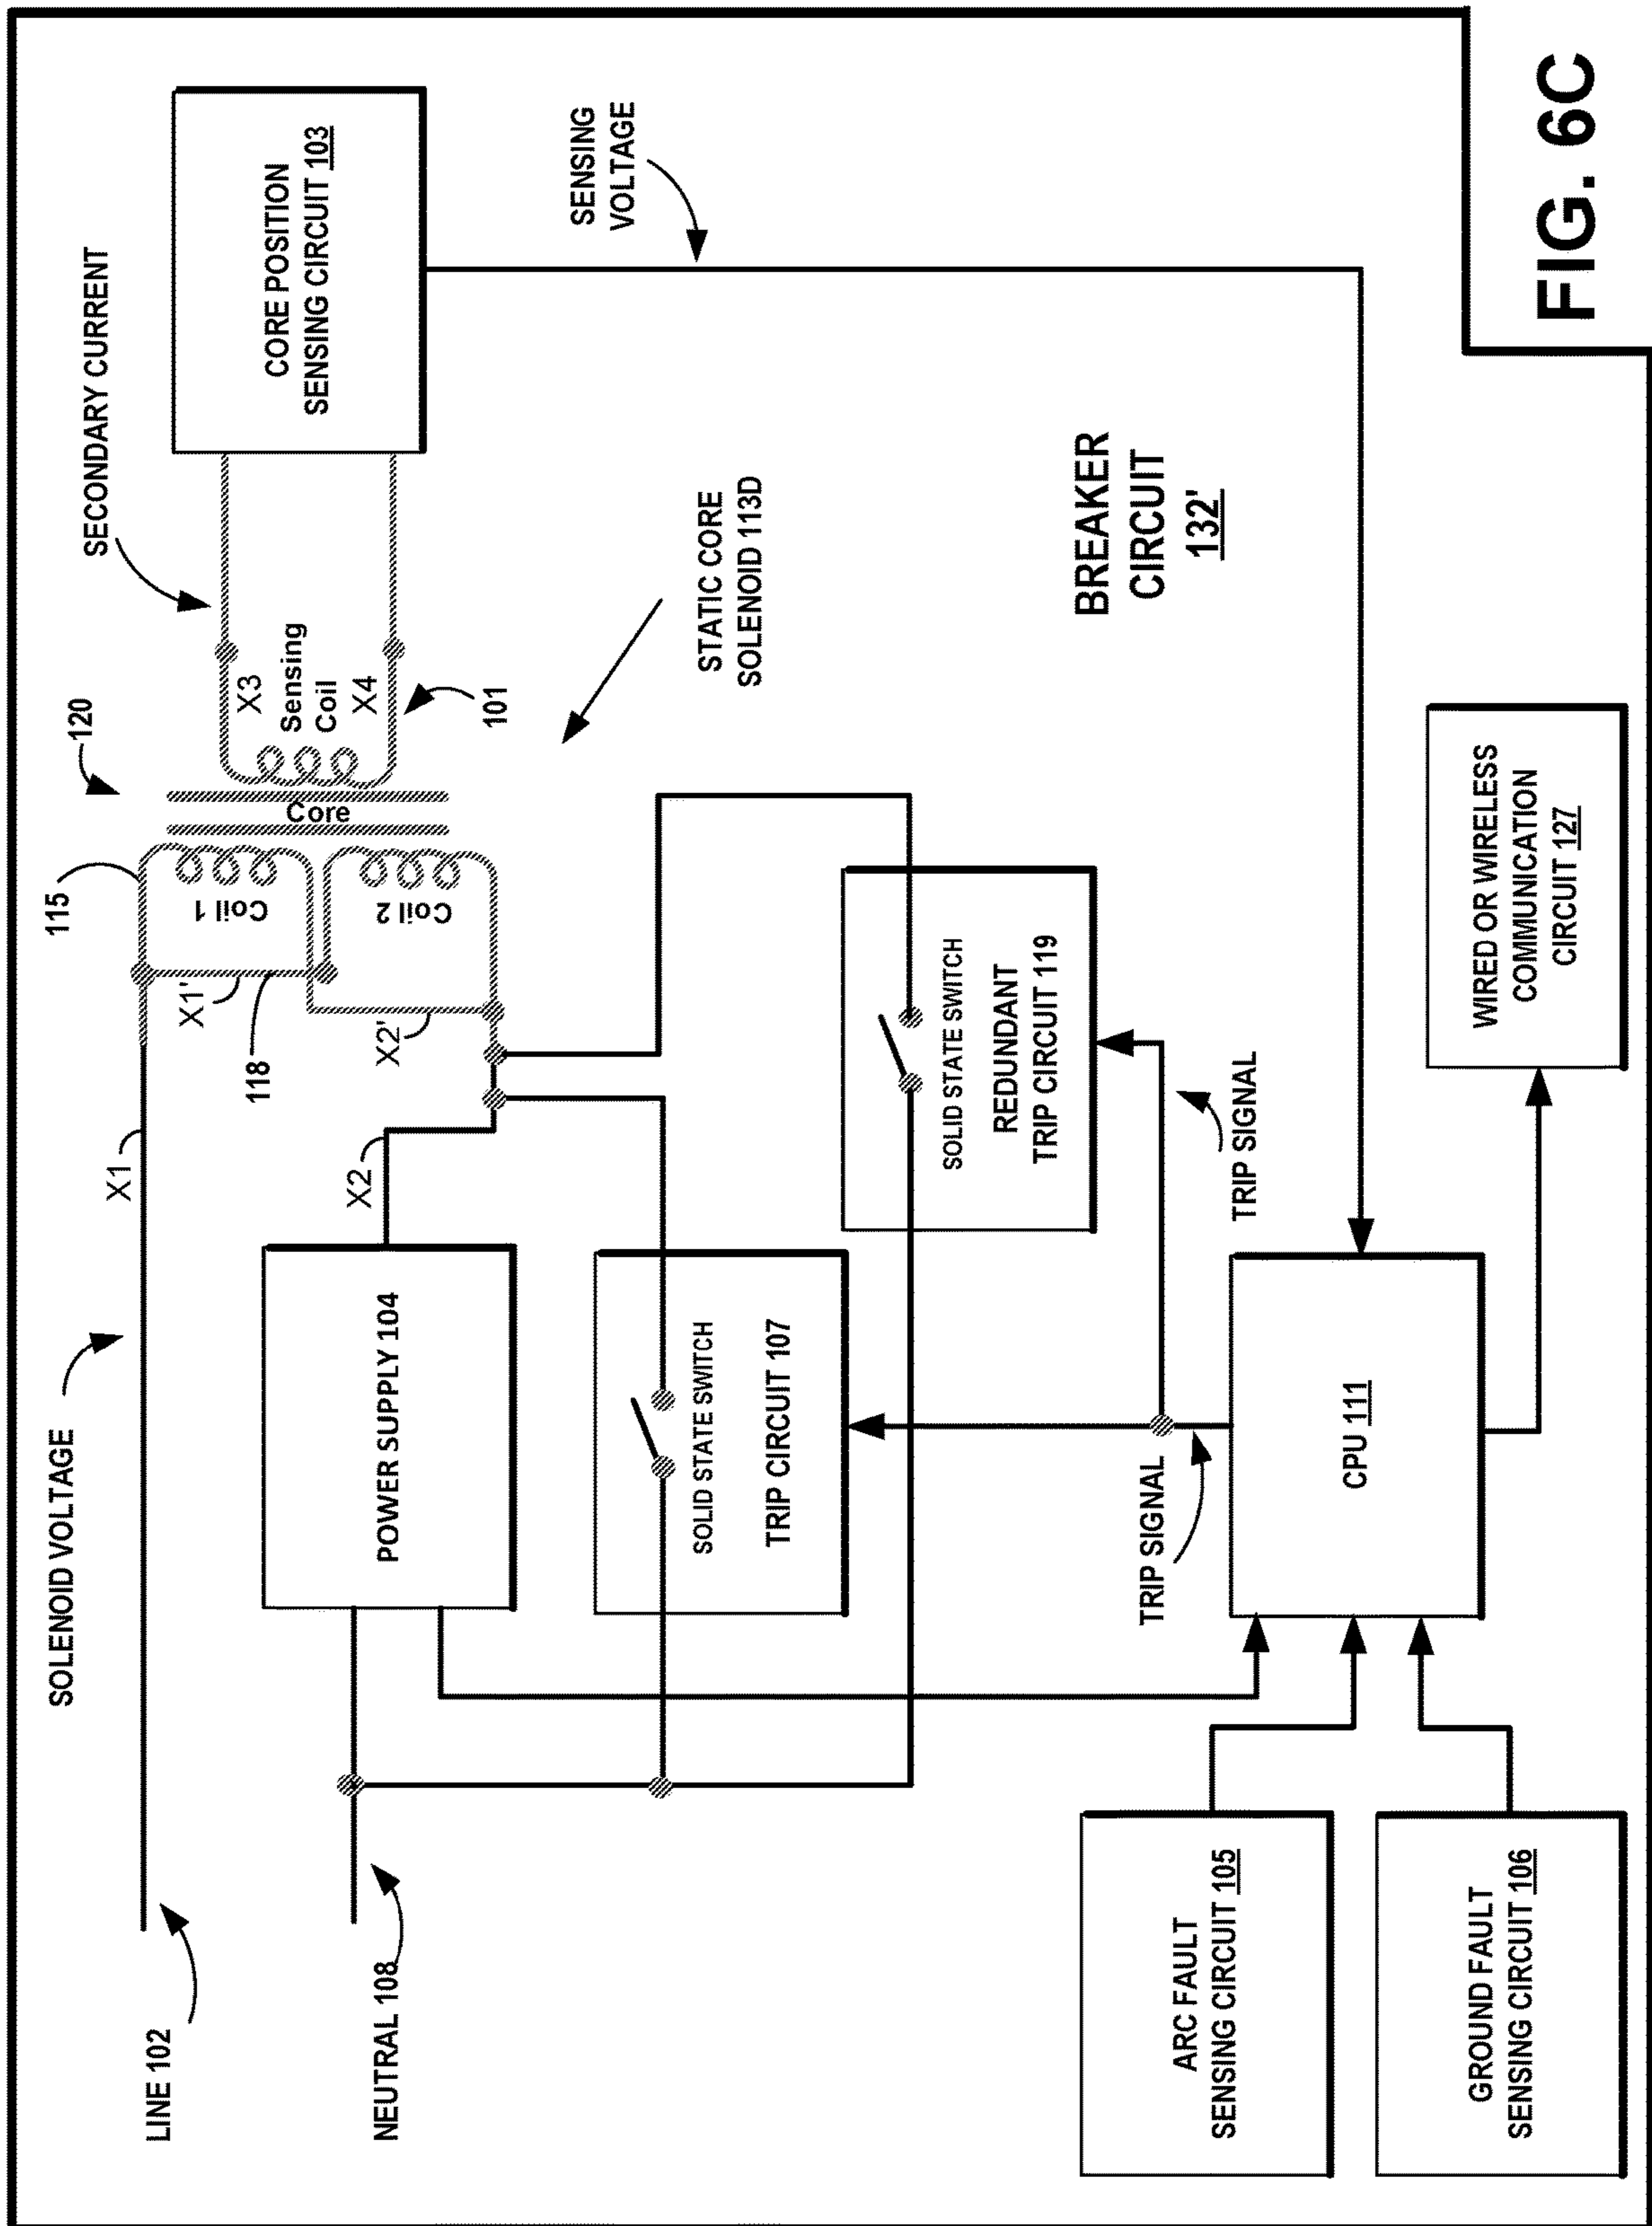 LINE 102
SOLENOID VOLTAGE
X1
115
120
SECONDARY CURRENT
Coil 1
X1'
118
Coil 2
X2'
Core
X3
Sensing
Coil
X4
101
CORE POSITION
SENSING CIRCUIT 103
NEUTRAL 108
POWER SUPPLY 104
X2
STATIC CORE
SOLENOID 113D
SENSING
VOLTAGE
SOLID STATE SWITCH
TRIP CIRCUIT 107
SOLID STATE SWITCH
REDUNDANT
TRIP CIRCUIT 119
BREAKER
CIRCUIT
132'
TRIP SIGNAL
TRIP SIGNAL
ARC FAULT
SENSING CIRCUIT 105
GROUND FAULT
SENSING CIRCUIT 106
CPU 111
WIRED OR WIRELESS
COMMUNICATION
CIRCUIT 127
FIG. 6C